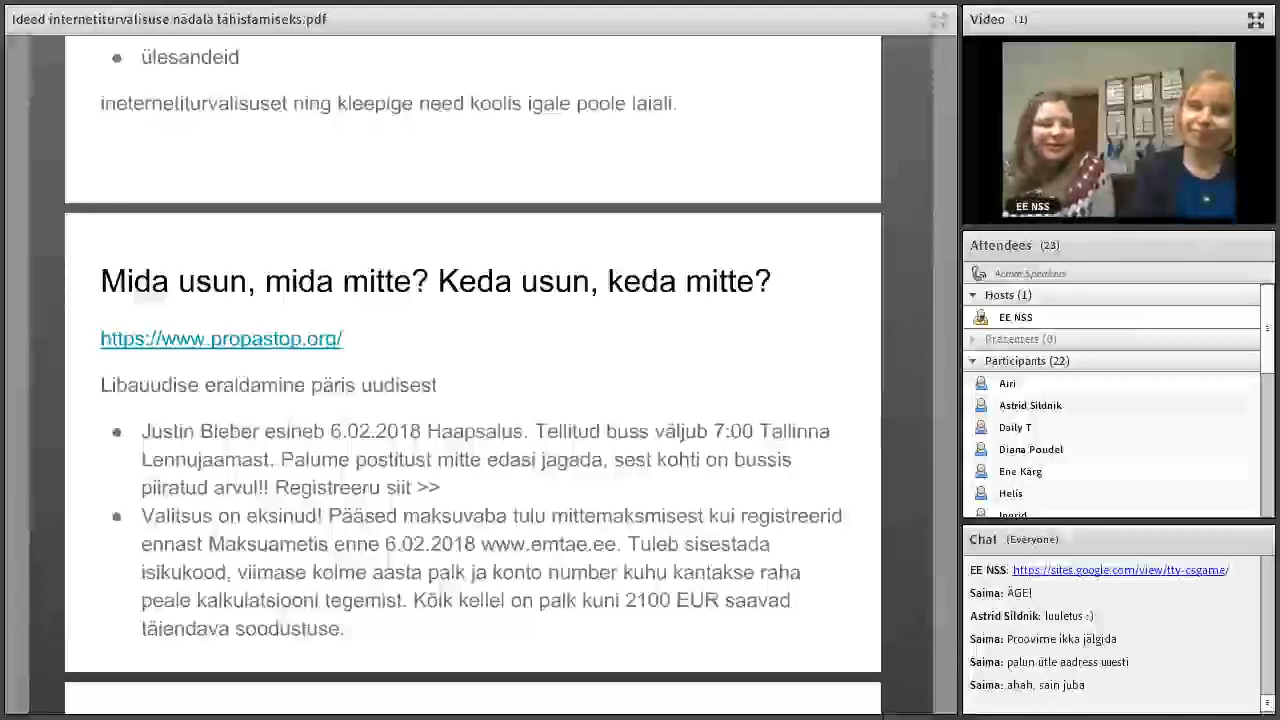 Ideed internetiturvalisuse nädala tähistamiseks.pdf
ülesandeid
ineternetiturvalisuset ning kleepige need koolis igale poole laiali.
Mida usun, mida mitte? Keda usun, keda mitte?
https://www.propastop.org/
Libauudise eraldamine päris uudisest
Justin Bieber esineb 6.02.2018 Haapsalus. Tellitud buss väljub 7:00 Tallinna
Lennujaamast. Palume postitust mitte edasi jagada, sest kohti on bussis
piiratud arvul!! Registreeru siit >>
Valitsus on eksinud! Pääsed maksuvaba tulu mittemaksmisest kui registreerid
ennast Maksuametis enne 6.02.2018 www.emtae.ee. Tuleb sisestada
isikukood, viimase kolme aasta palk ja konto number kuhu kantakse raha
peale kalkulatsiooni tegemist. Kõik kellel on palk kuni 2100 EUR saavad
täiendava soodustuse.
Video (1)
EE NSS
Attendees (23)
Active Speakers
Hosts (1)
EE NSS
Presenters (0)
Participants (22)
Airi
Astrid Sildnik
Daily T
Diana Poudel
Ene Kärg
Helis
Ingrid
Chat (Everyone)
EE NSS: https://sites.google.com/view/tty-csgame/
Saima: ÄGE!
Astrid Sildnik: luuletus :)
Saima: Proovime ikka jälgida
Saima: palun ütle aadress uuesti
Saima: ahah, sain juba